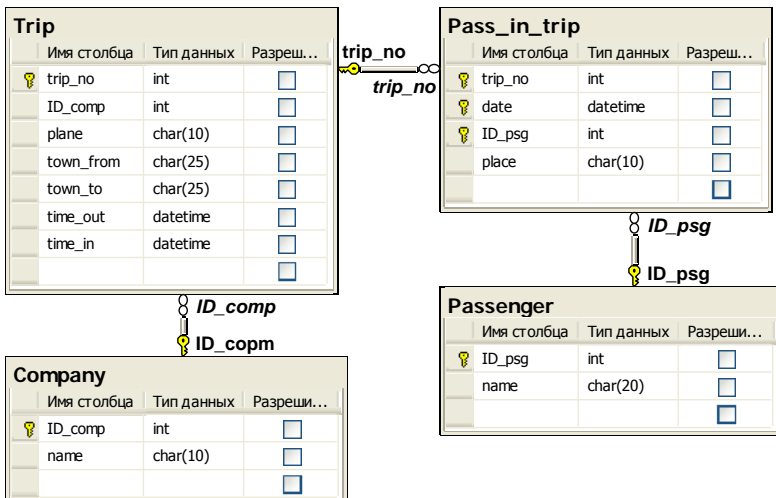 Trip
Имя столбца Тип данных Разреш...
trip_no int
ID_comp int
plane char(10)
town_from char(25)
town_to char(25)
time_out datetime
time_in datetime
trip_no
trip_no
Pass_in_trip
Имя столбца Тип данных Разреш...
trip_no int
date datetime
ID_psg int
place char(10)
ID_psg
ID_psg
ID_comp
ID_copm
Passenger
Имя столбца Тип данных Разреши...
ID_psg int
name char(20)
Company
Имя столбца Тип данных Разреши...
ID_comp int
name char(10)